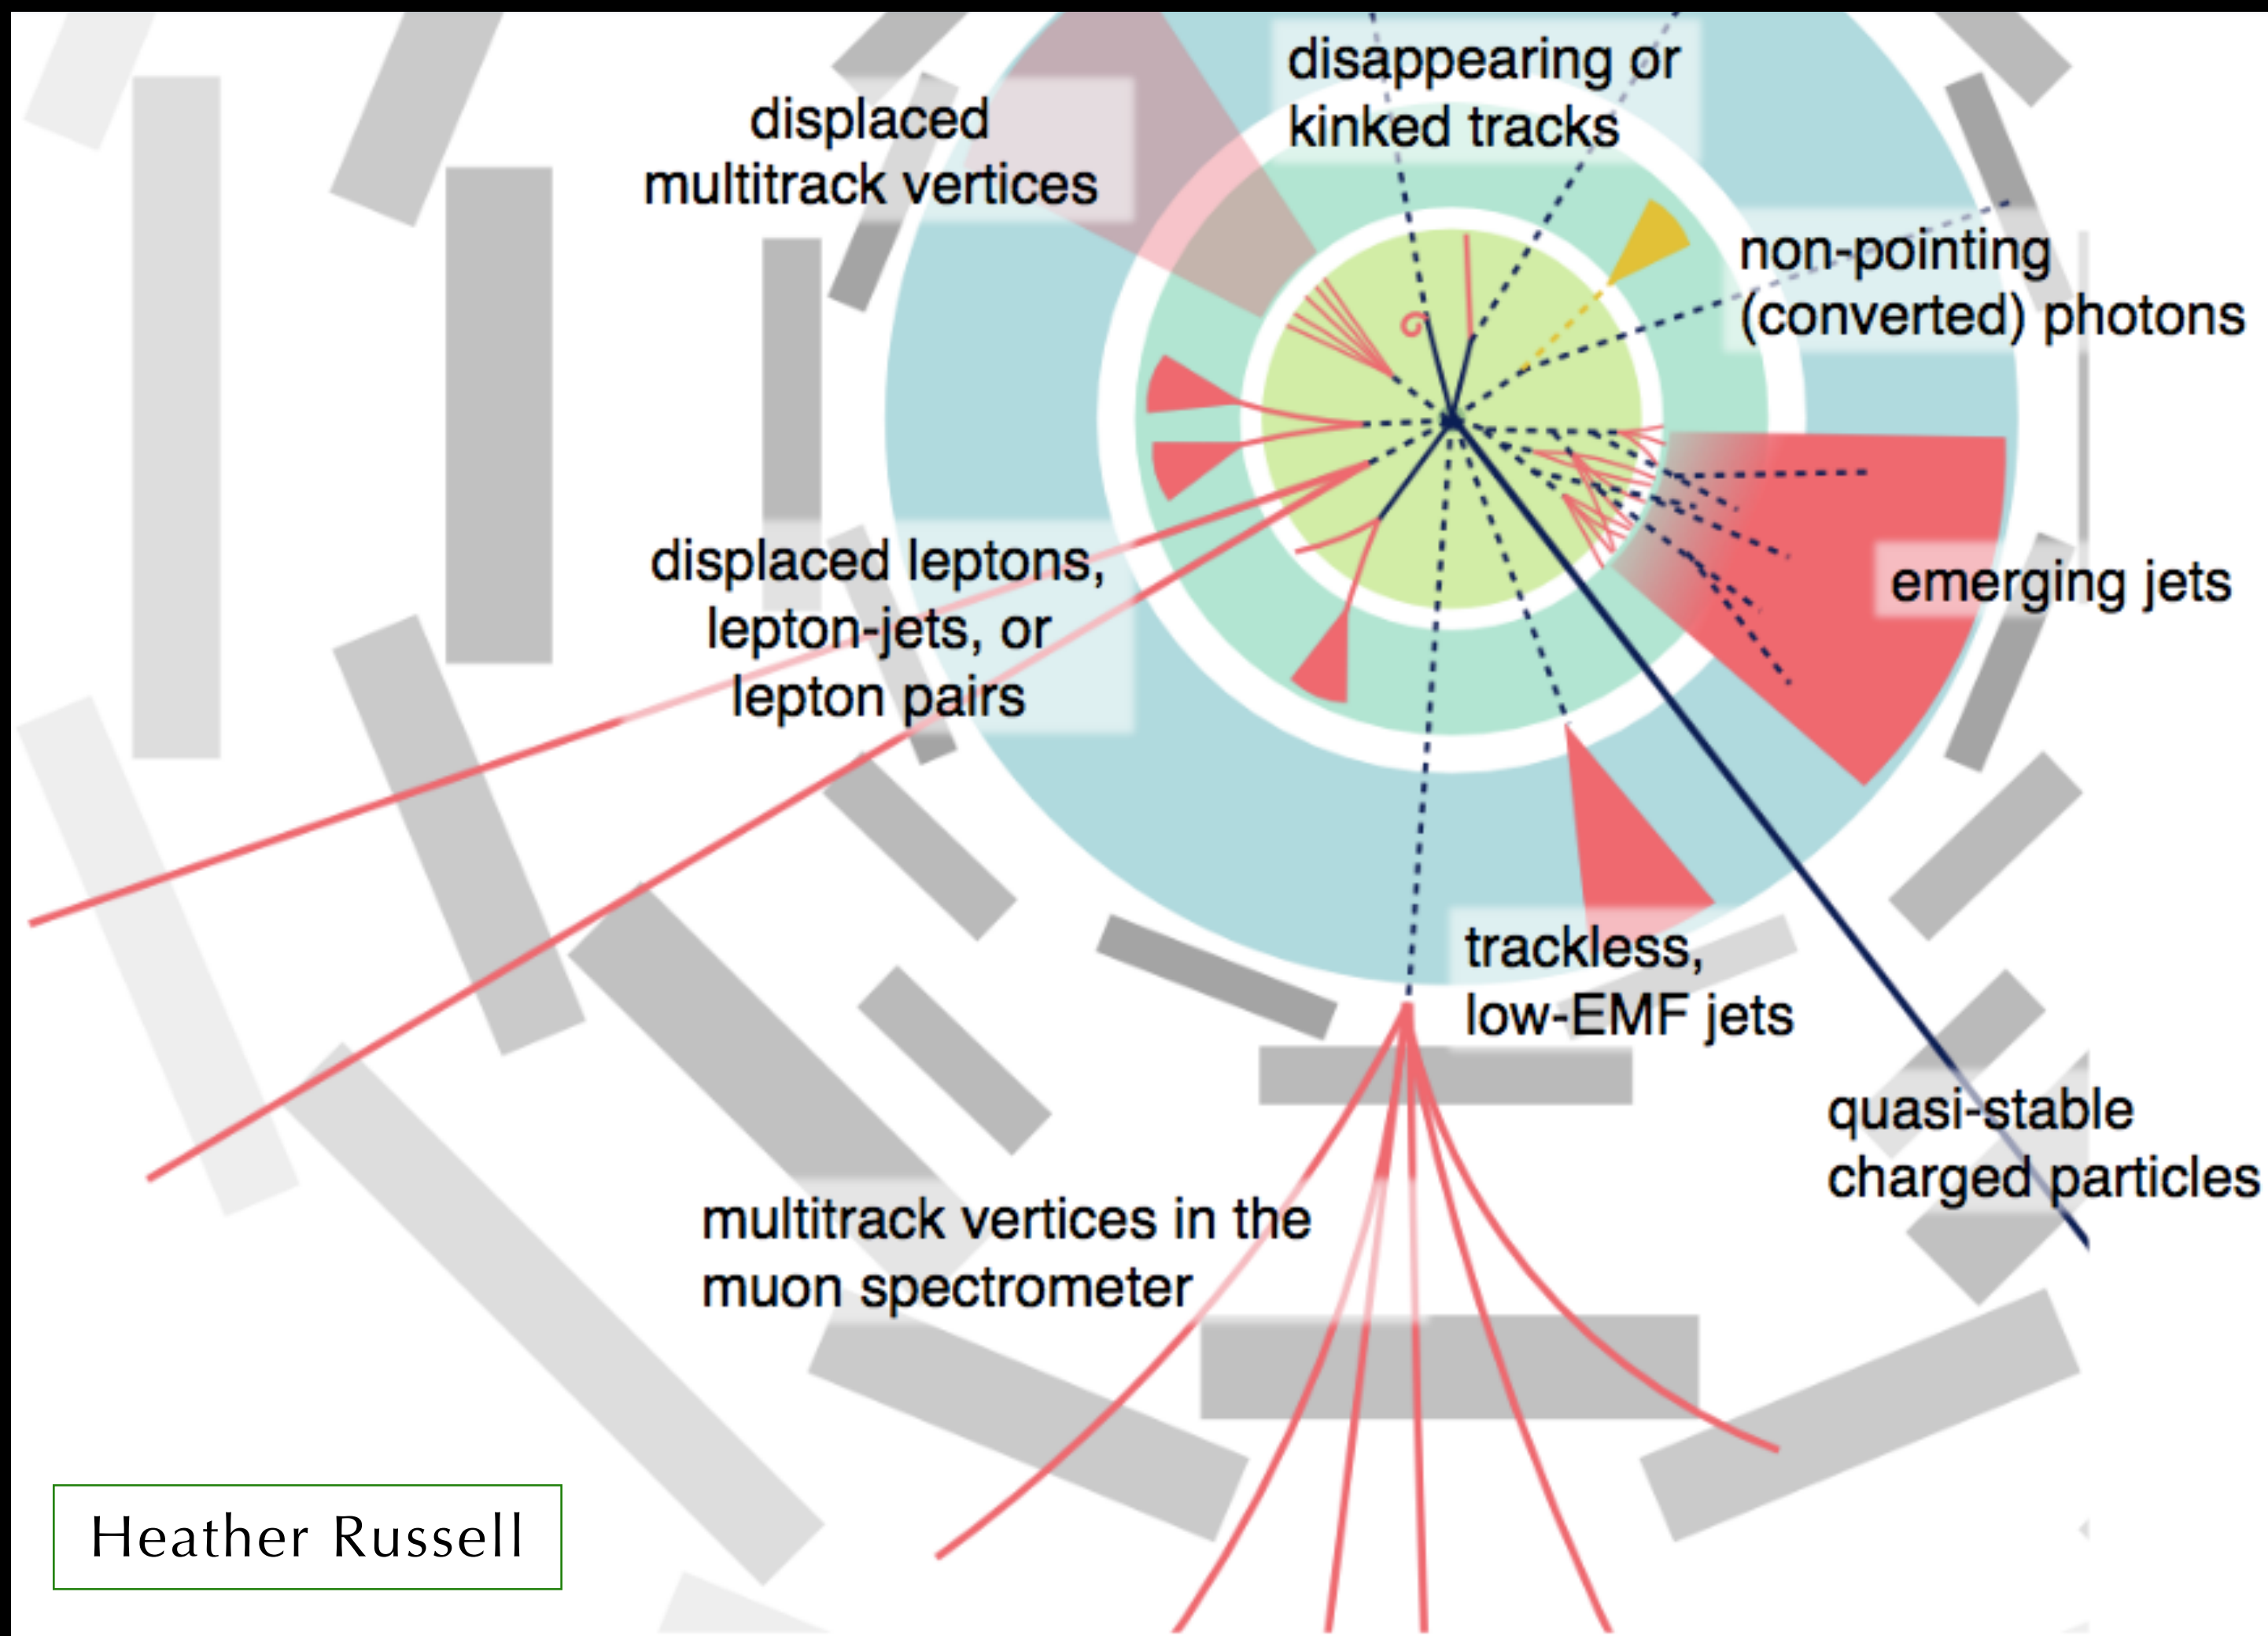 disappearing or
kinked tracks
displaced
multitrack vertices
non-pointing
(converted) photons
displaced leptons,
lepton-jets, or
lepton pairs
emerging jets
trackless,
low-EMF jets
quasi-stable
charged particles
multitrack vertices in the
muon spectrometer
Heather Russell